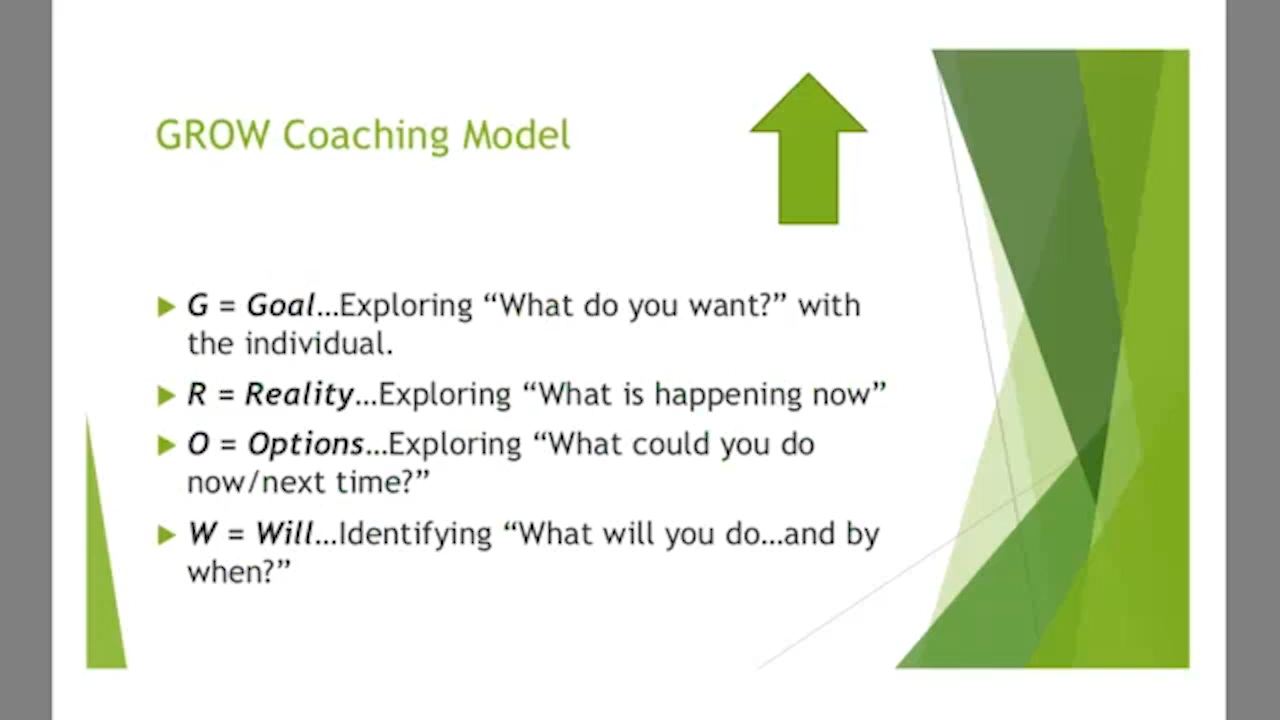 GROW Coaching Model
G = Goal…Exploring “What do you want?” with
the individual.
R = Reality…Exploring “What is happening now”
O = Options…Exploring “What could you do
now/next time?”
W = Will…Identifying “What will you do…and by
when?”